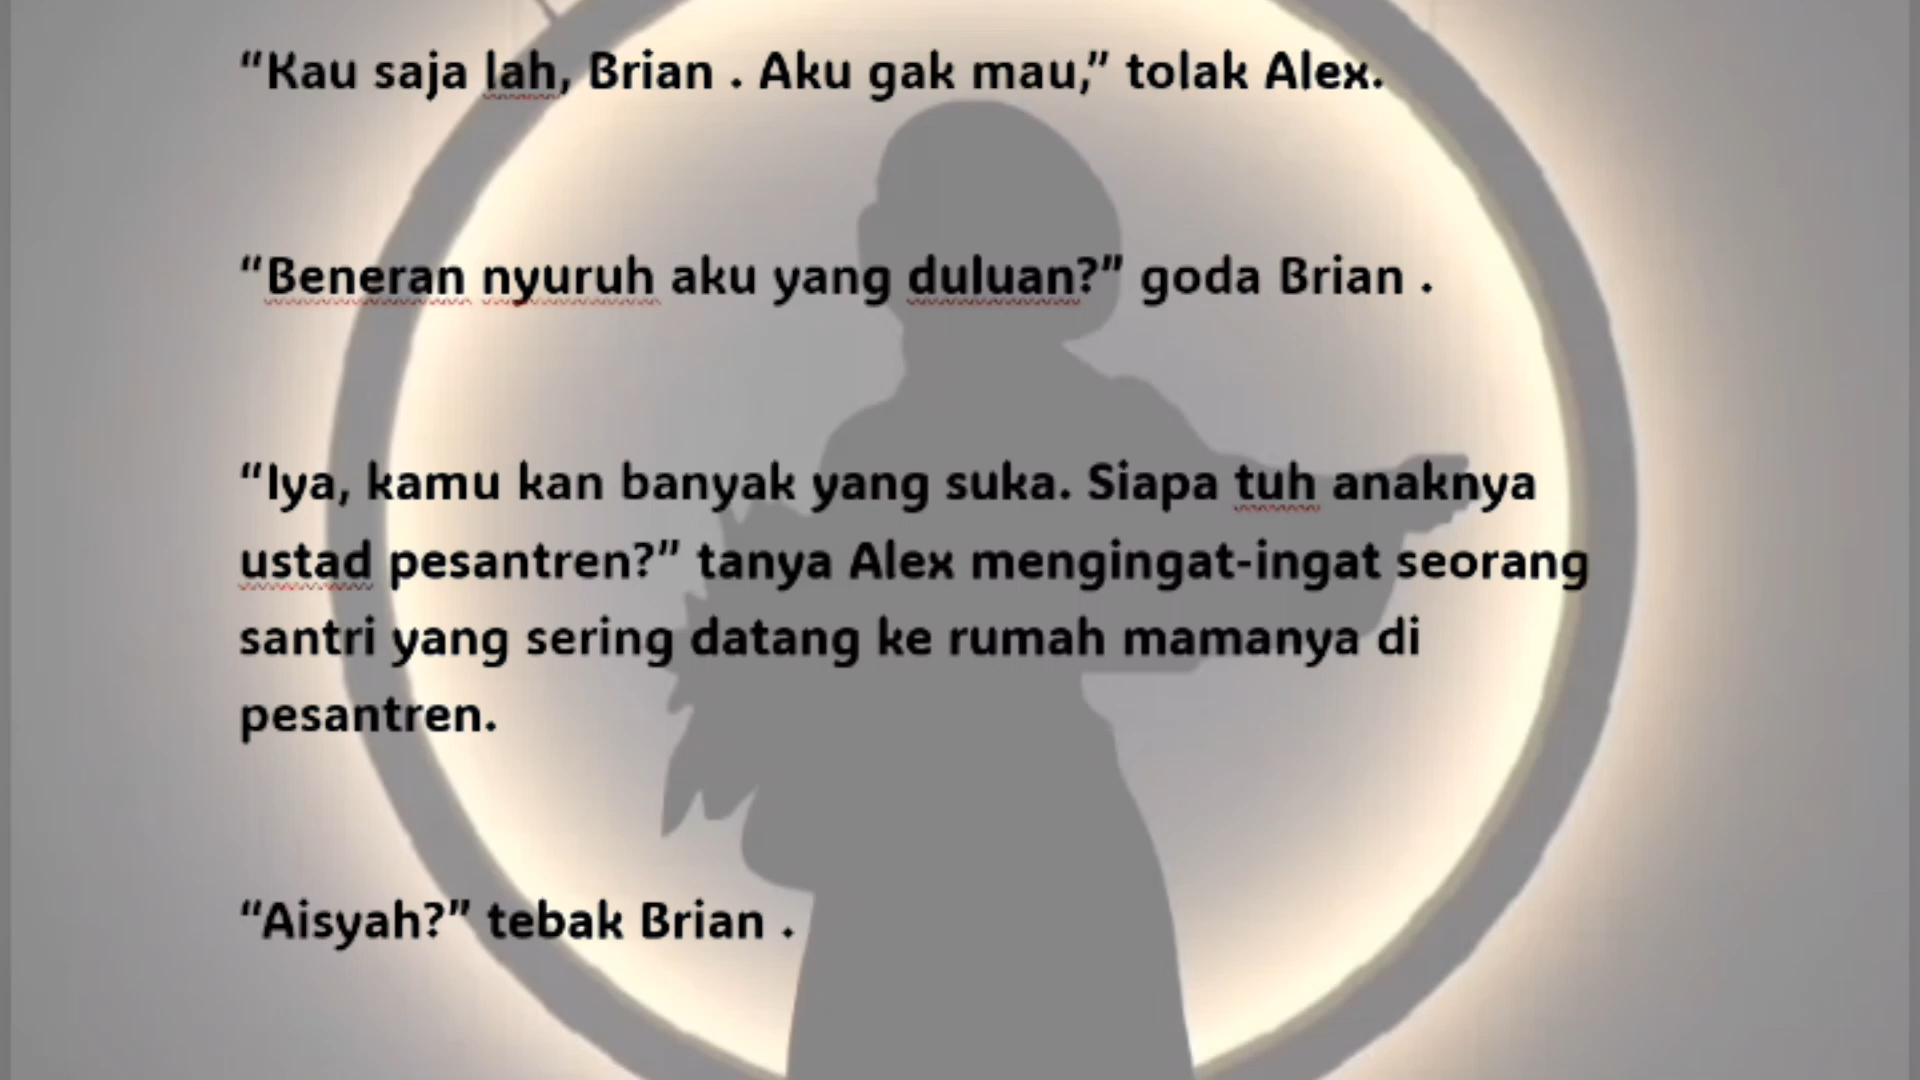 “Kau saja lah, Brian . Aku gak mau,” tolak Alex.
“Beneran nyuruh aku yang duluan?” goda Brian .
“Iya, kamu kan banyak yang suka. Siapa tuh anaknya
ustad pesantren?” tanya Alex mengingat-ingat seorang
santri yang sering datang ke rumah mamanya di
pesantren.
“Aisyah?” tebak Brian .